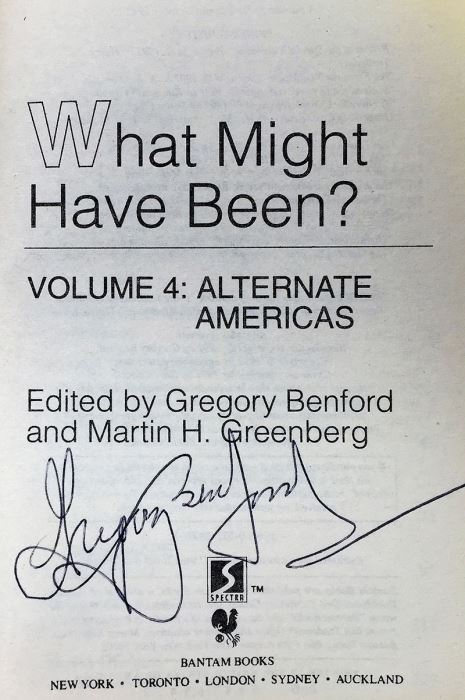 What Might
Have Been?
VOLUME 4: ALTERNATE
AMERICAS
Edited by Gregory Benford
and Martin H. Greenberg
Gregory Benford
S
SPECTRA ™
®
BANTAM BOOKS
NEW YORK • TORONTO • LONDON • SYDNEY • AUCKLAND